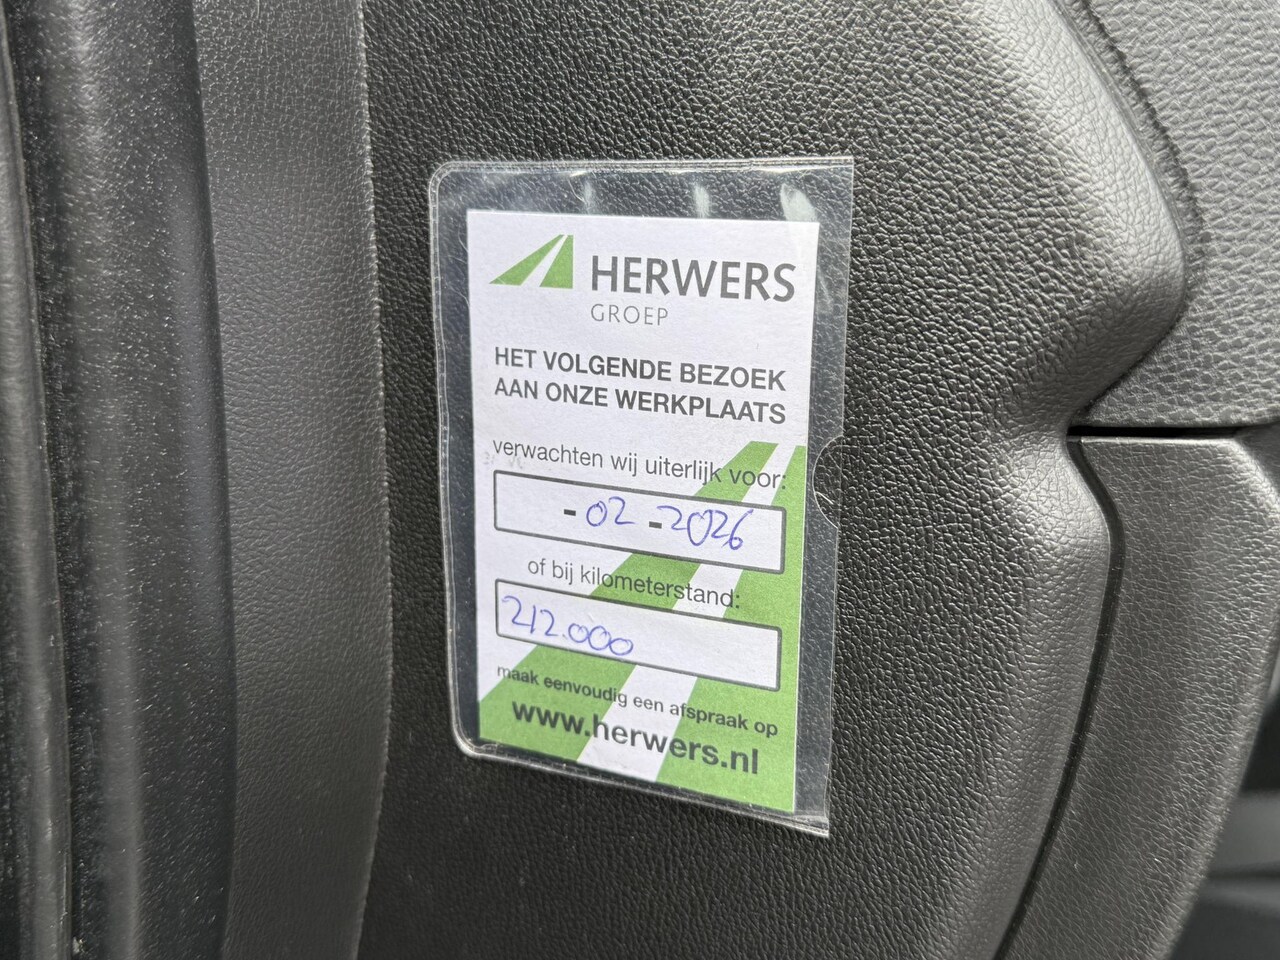 HERWERS
GROEP
HET VOLGENDE BEZOEK
AAN ONZE WERKPLAATS
verwachten wij uiterlijk voor:
-02-2026
of bij kilometerstand:
212.000
maak eenvoudig een afspraak op
www.herwers.nl